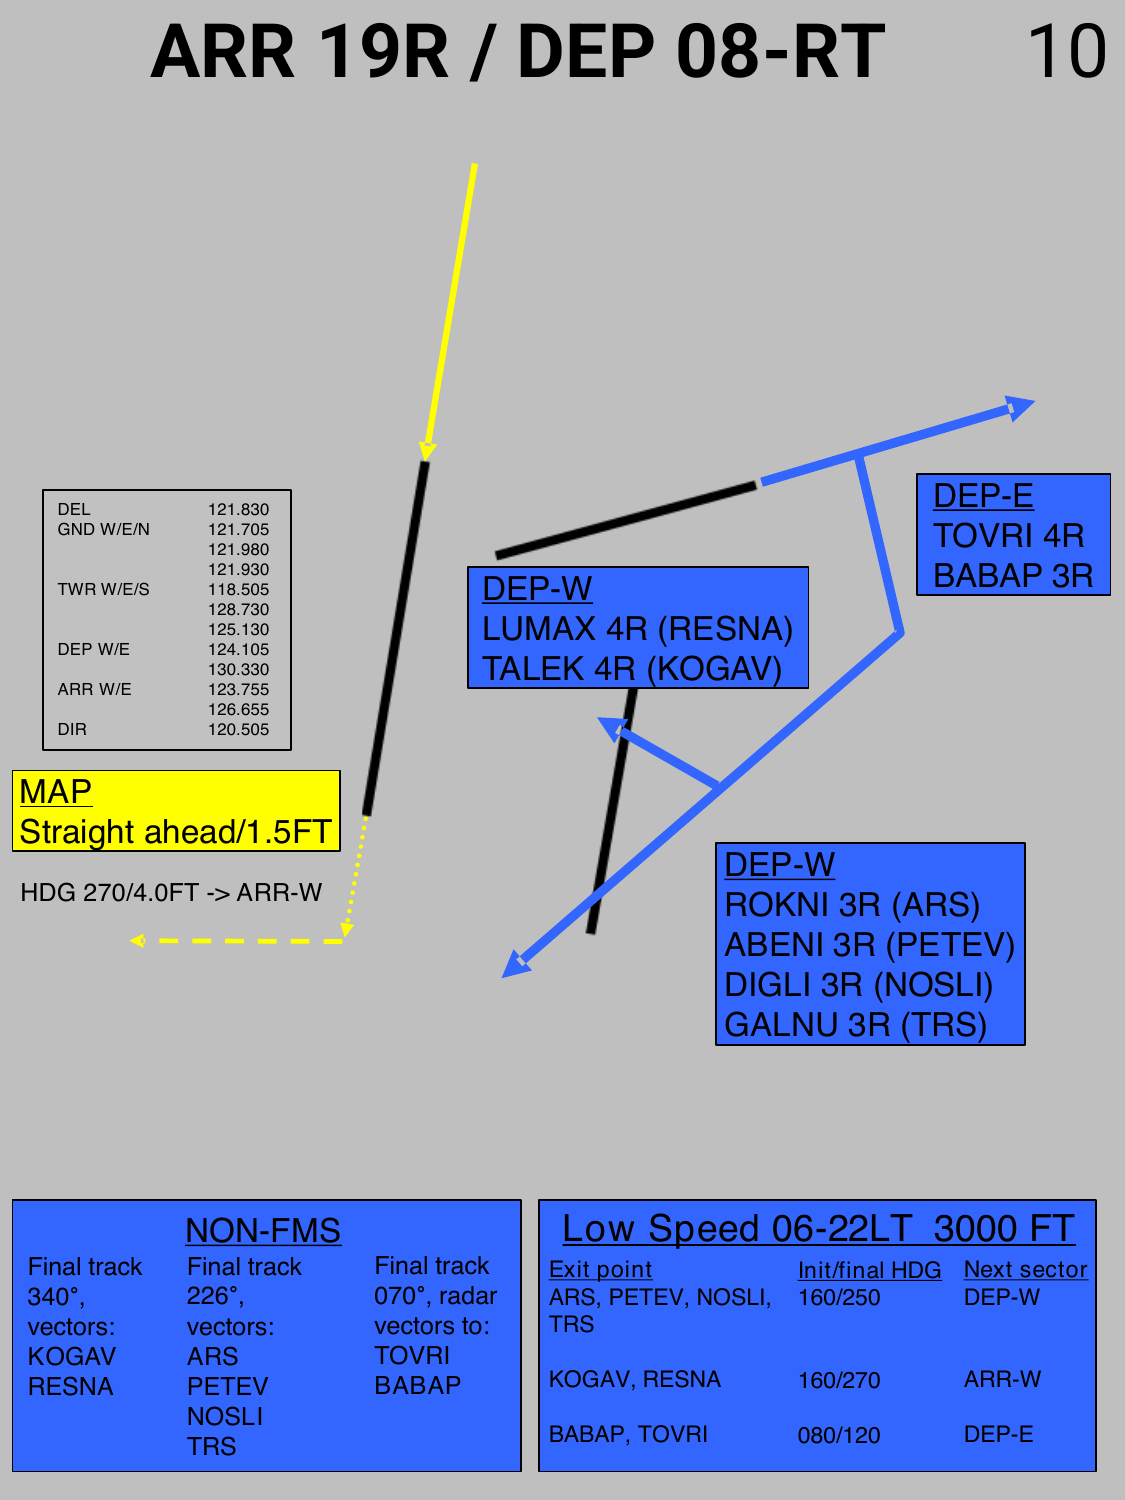 ARR 19R / DEP 08-RT 10
DEL 121.830
GND W/E/N 121.705
121.980
121.930
TWR W/E/S 118.505
128.730
125.130
DEP W/E 124.105
130.330
ARR W/E 123.755
126.655
DIR 120.505
DEP-E
TOVRI 4R
BABAP 3R
DEP-W
LUMAX 4R (RESNA)
TALEK 4R (KOGAV)
MAP
Straight ahead/1.5FT
HDG 270/4.0FT -> ARR-W
DEP-W
ROKNI 3R (ARS)
ABENI 3R (PETEV)
DIGLI 3R (NOSLI)
GALNU 3R (TRS)
NON-FMS
Final track
340°,
vectors:
KOGAV
RESNA
Final track
226°,
vectors:
ARS
PETEV
NOSLI
TRS
Final track
070°, radar
vectors to:
TOVRI
BABAP
Low Speed 06-22LT 3000 FT
Exit point Init/final HDG Next sector
ARS, PETEV, NOSLI, 160/250 DEP-W
TRS
KOGAV, RESNA 160/270 ARR-W
BABAP, TOVRI 080/120 DEP-E